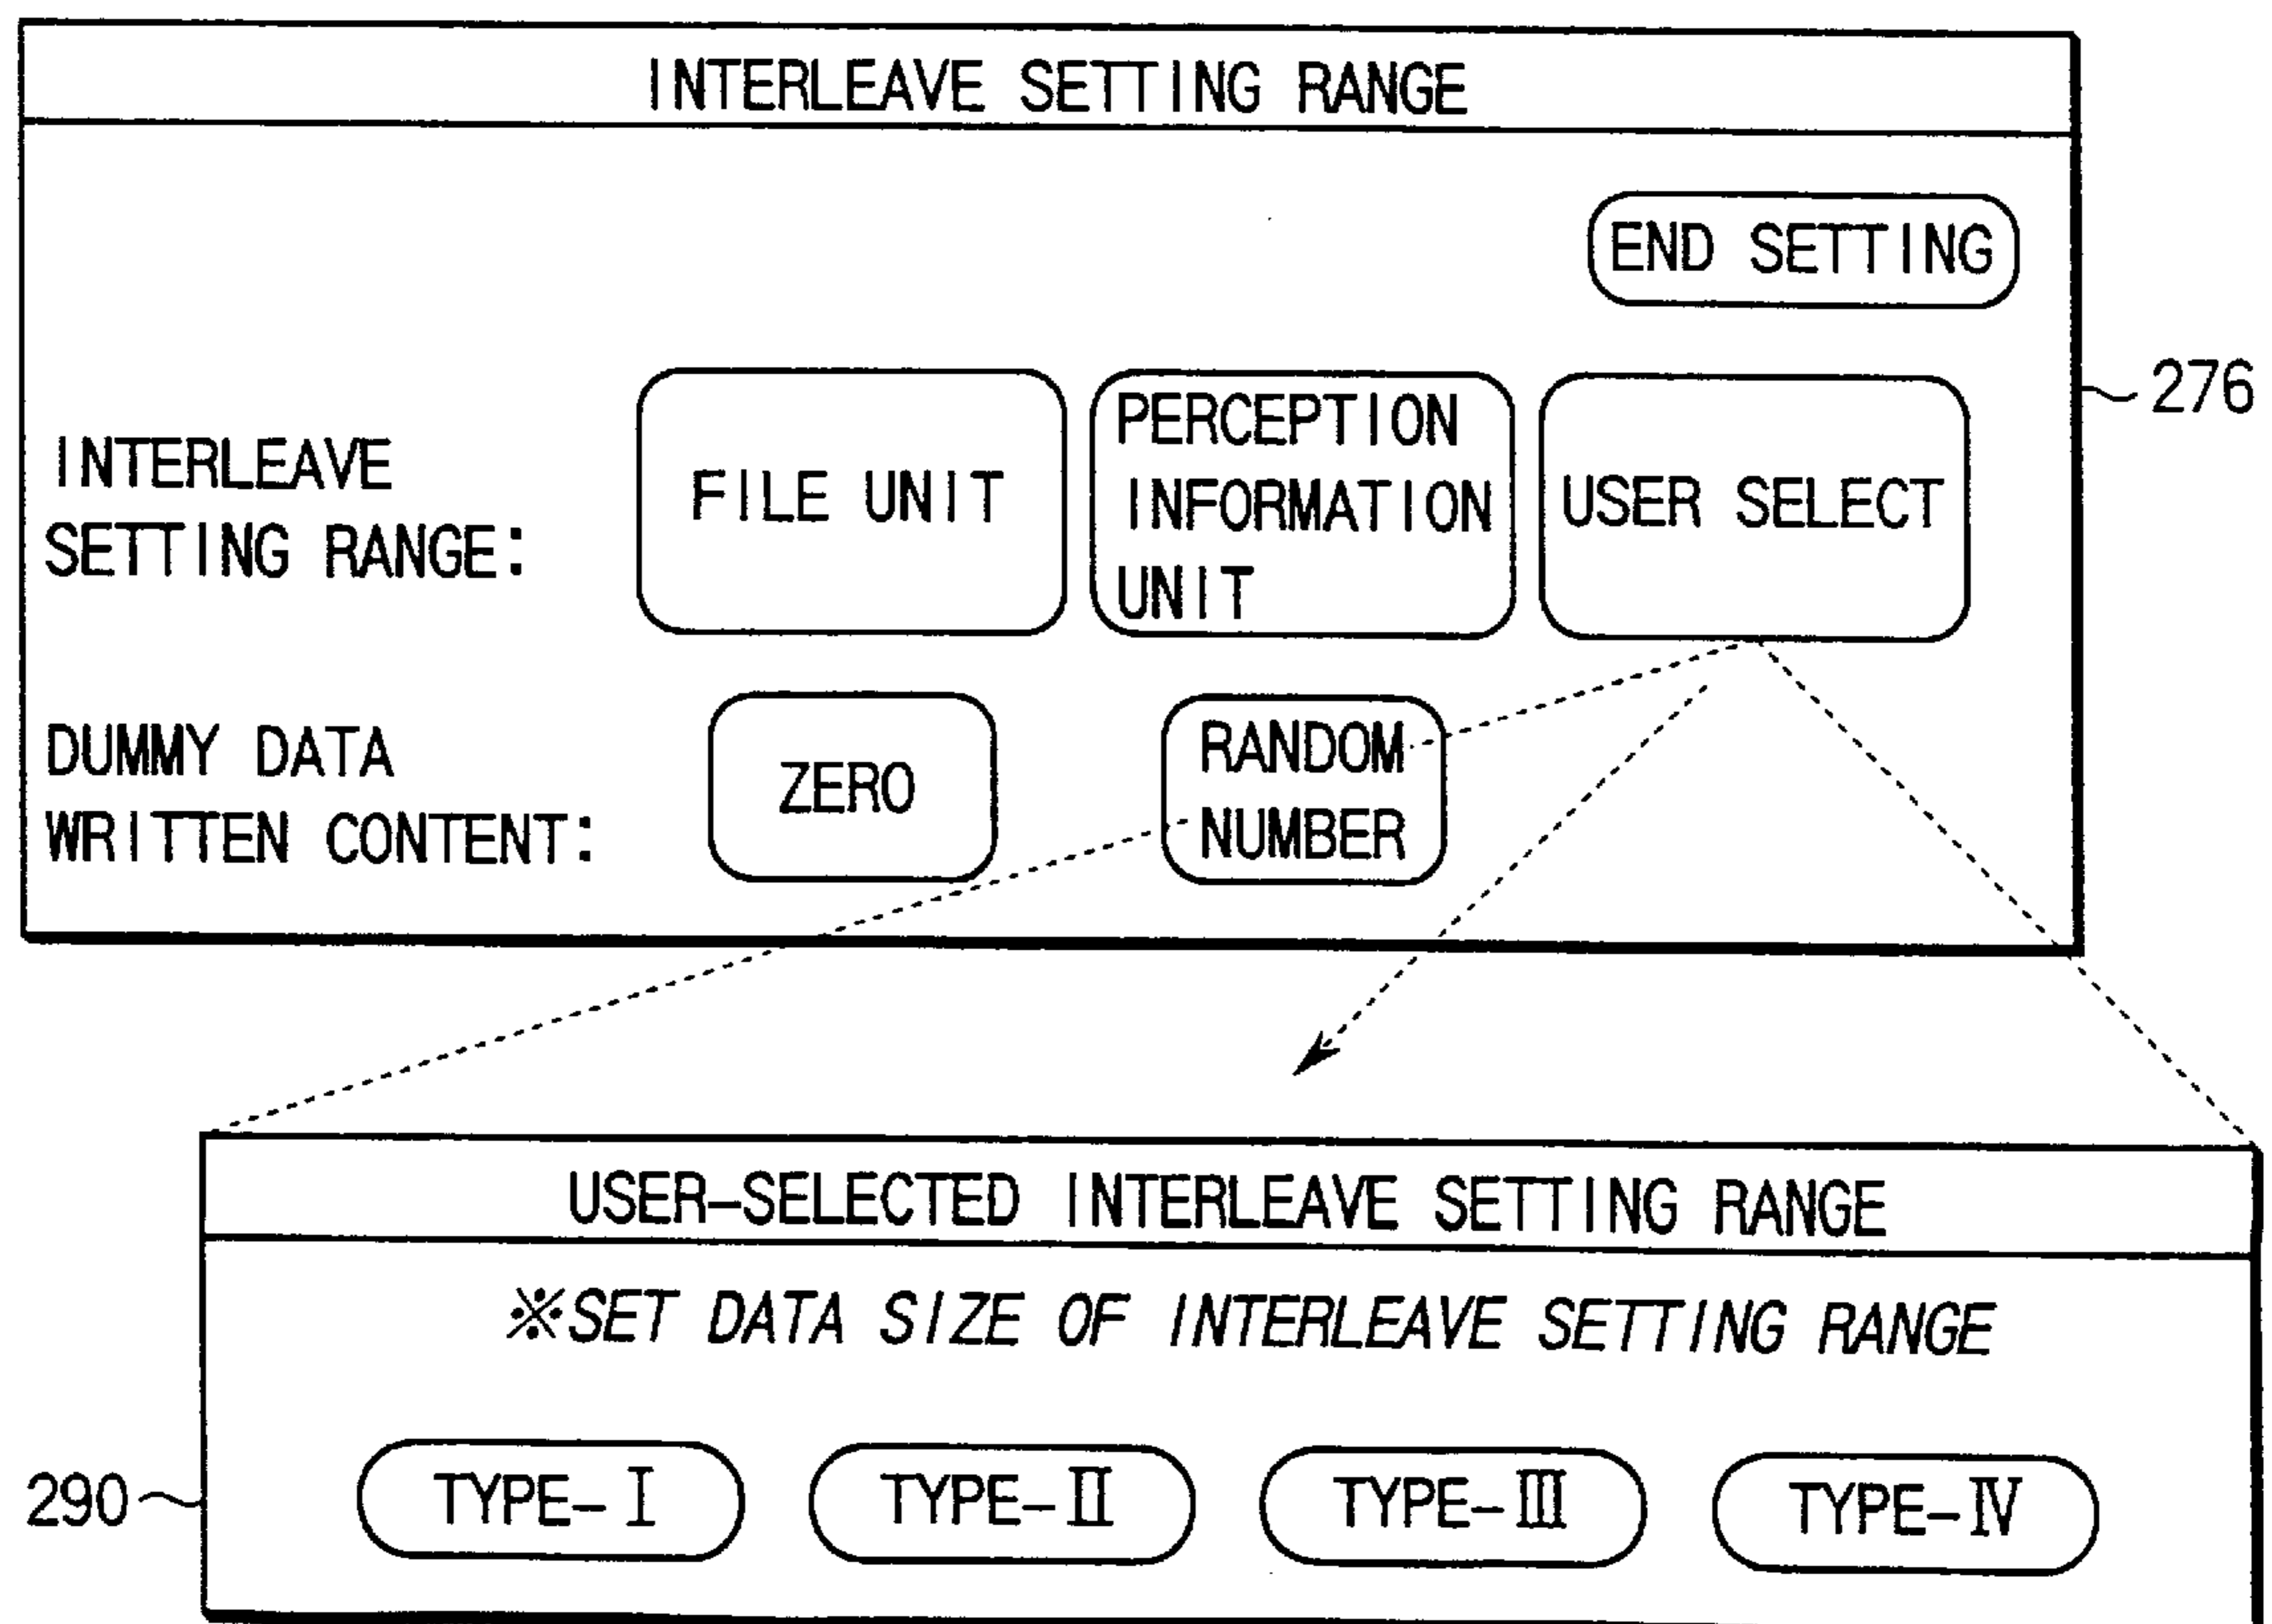 INTERLEAVE SETTING RANGE
END SETTING
276
INTERLEAVE
SETTING RANGE:
FILE UNIT
PERCEPTION
INFORMATION
UNIT
USER SELECT
DUMMY DATA
WRITTEN CONTENT:
ZERO
RANDOM
NUMBER
USER-SELECTED INTERLEAVE SETTING RANGE
※SET DATA SIZE OF INTERLEAVE SETTING RANGE
290
TYPE-I
TYPE-II
TYPE-III
TYPE-IV